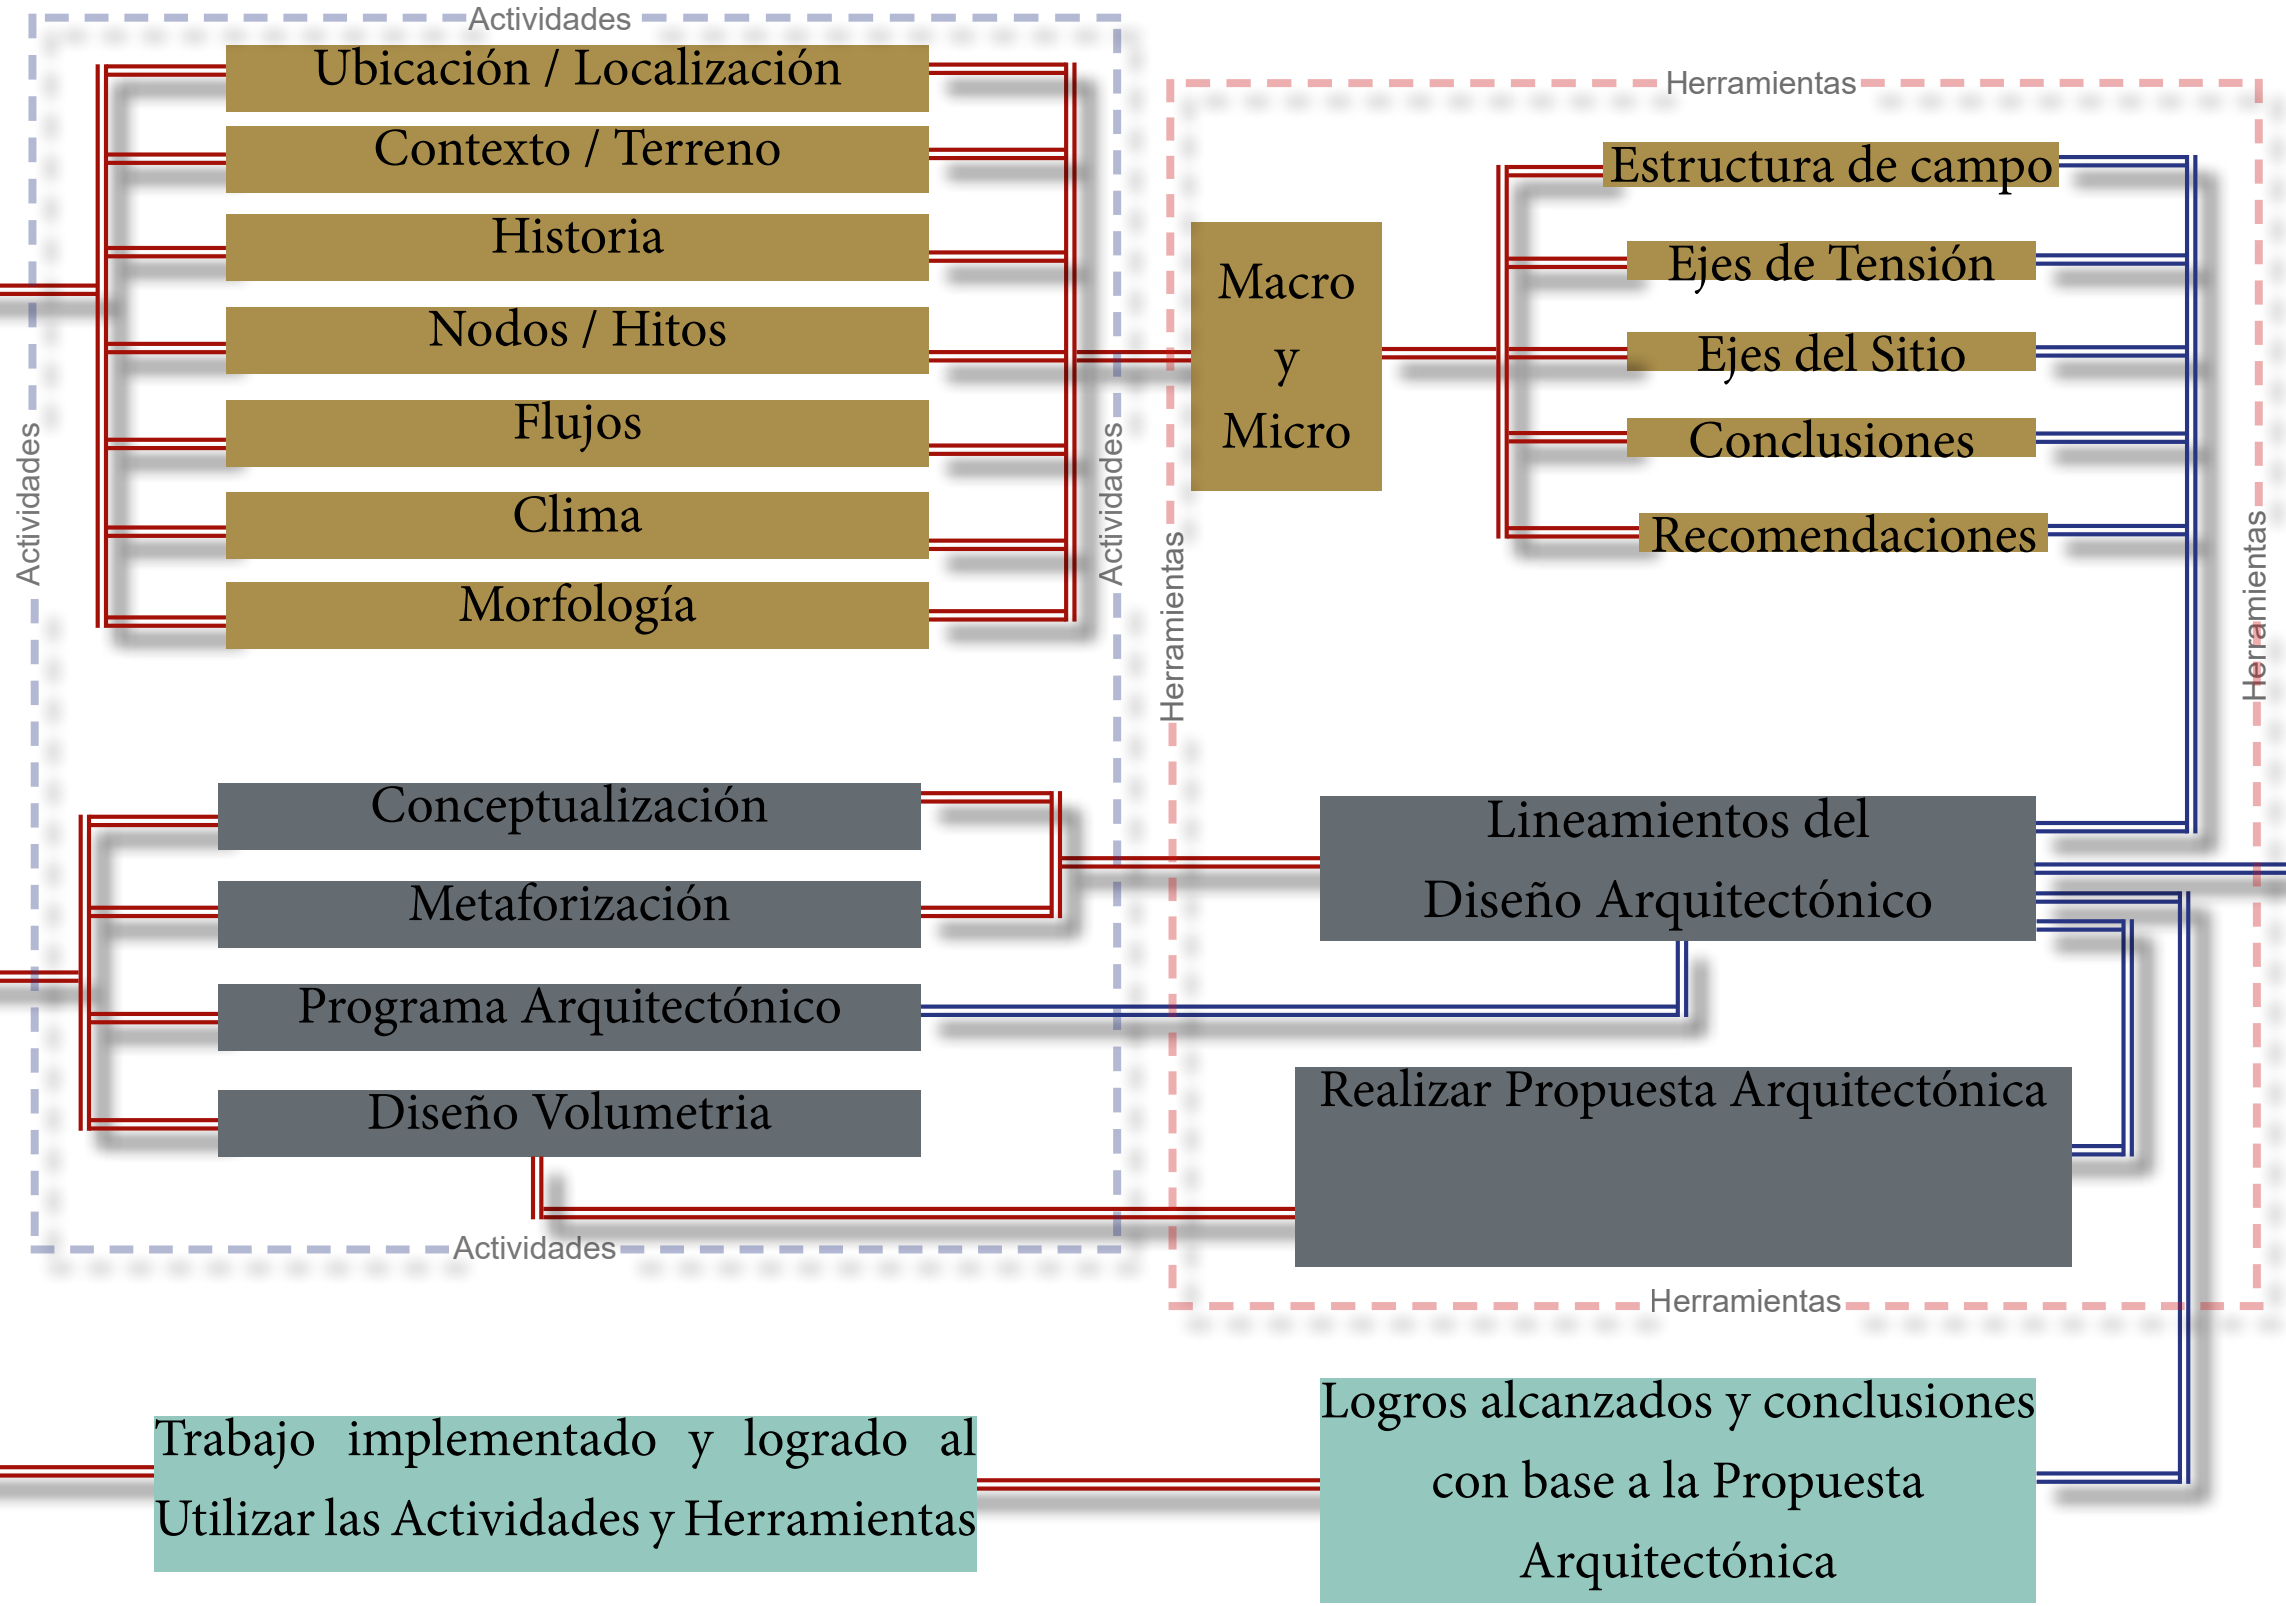 Actividades
Ubicación / Localización
Contexto / Terreno
Historia
Nodos / Hitos
Flujos
Clima
Morfología
Actividades
Actividades
Conceptualización
Metaforización
Programa Arquitectónico
Diseño Volumetria
Actividades
Herramientas
Macro
y
Micro
Estructura de campo
Ejes de Tensión
Ejes del Sitio
Conclusiones
Recomendaciones
Herramientas
Herramientas
Lineamientos del
Diseño Arquitectónico
Realizar Propuesta Arquitectónica
Herramientas
Trabajo implementado y logrado al
Utilizar las Actividades y Herramientas
Logros alcanzados y conclusiones
con base a la Propuesta
Arquitectónica